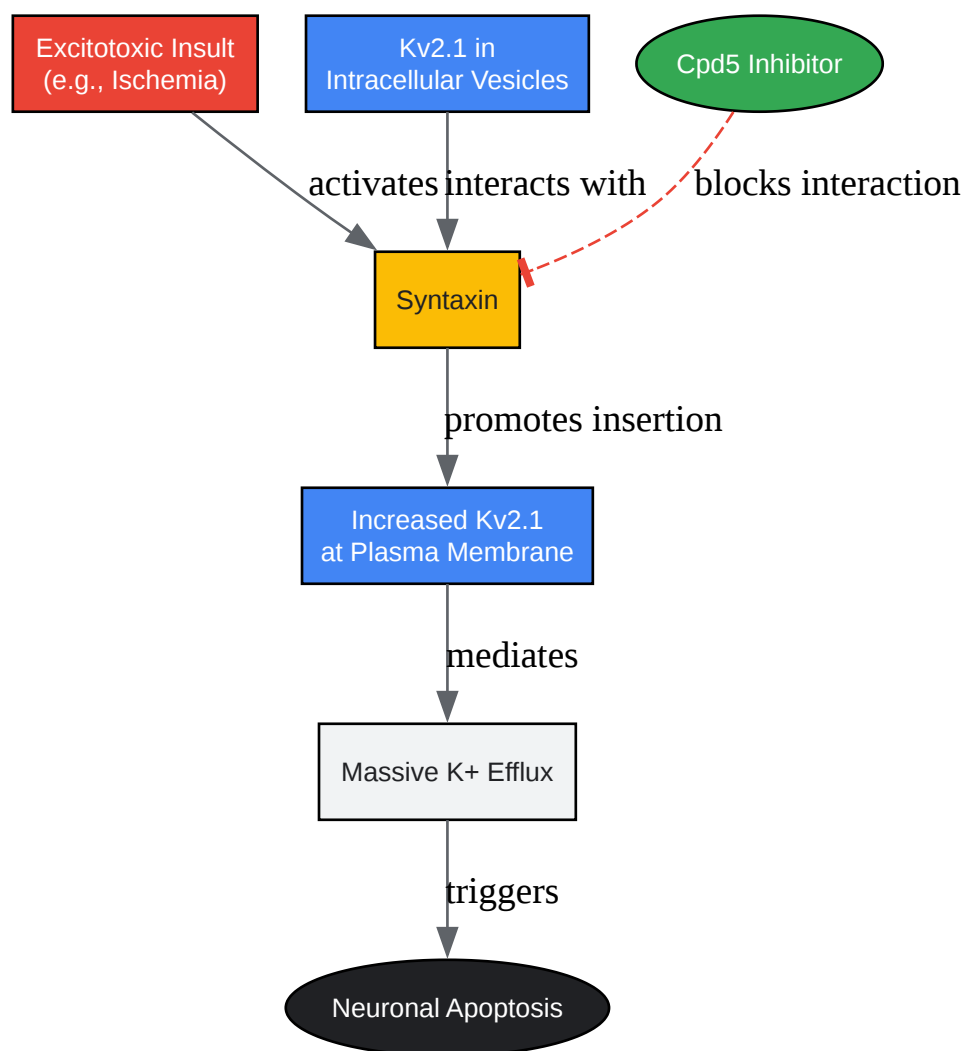 Excitotoxic Insult
(e.g., Ischemia)
Kv2.1 in
Intracellular Vesicles
Cpd5 Inhibitor
activates
interacts with
blocks interaction
Syntaxin
promotes insertion
Increased Kv2.1
at Plasma Membrane
mediates
Massive K+ Efflux
triggers
Neuronal Apoptosis